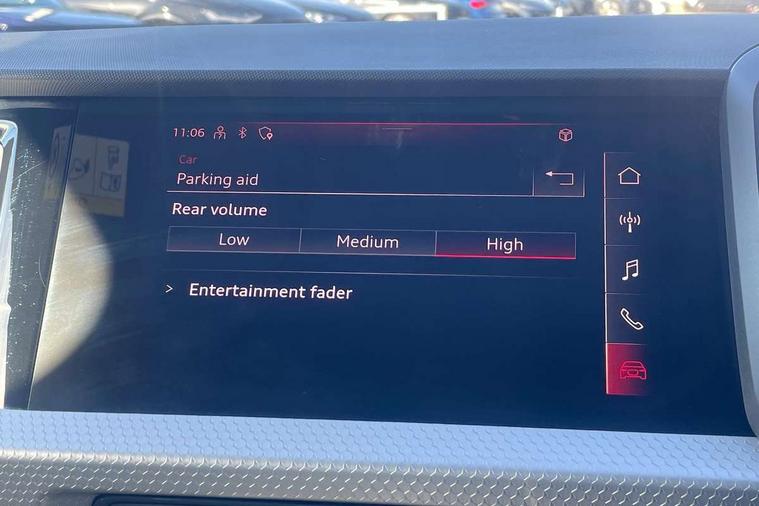 11:06
Car
Parking aid
Rear volume
Low Medium High
> Entertainment fader